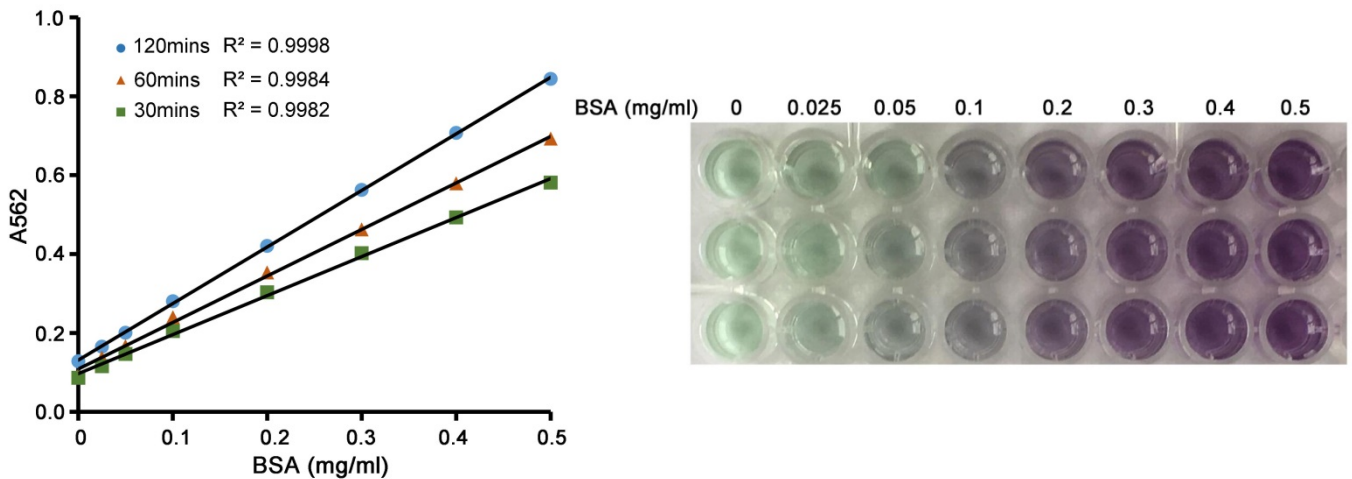 1.0
0.8
0.6
0.4
0.2
0.0
A562
120mins R² = 0.9998
60mins R² = 0.9984
30mins R² = 0.9982
0 0.1 0.2 0.3 0.4 0.5
BSA (mg/ml)
BSA (mg/ml) 0 0.025 0.05 0.1 0.2 0.3 0.4 0.5